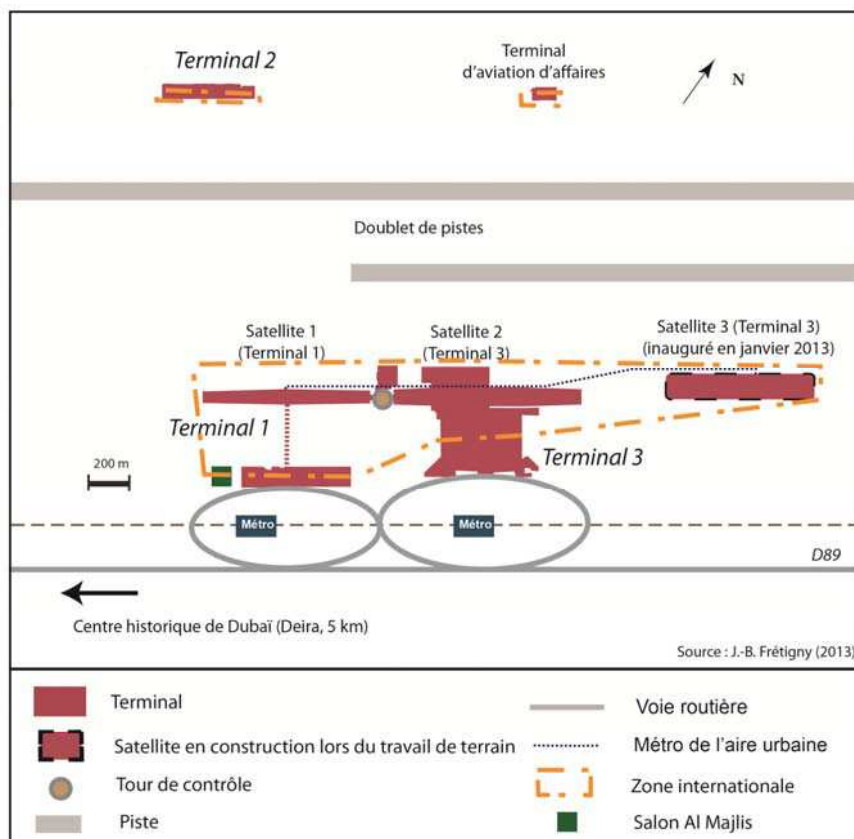 Terminal 2
Terminal
d'aviation d'affaires
N
Doublet de pistes
Satellite 1
(Terminal 1)
Satellite 2
(Terminal 3)
Satellite 3 (Terminal 3)
(inauguré en janvier 2013)
Terminal 1
Terminal 3
200 m
Métro
Métro
D89
Centre historique de Dubaï (Deira, 5 km)
Source : J.-B. Frétigny (2013)
Terminal
Voie routière
Satellite en construction lors du travail de terrain
Métro de l'aire urbaine
Tour de contrôle
Zone internationale
Piste
Salon Al Majlis